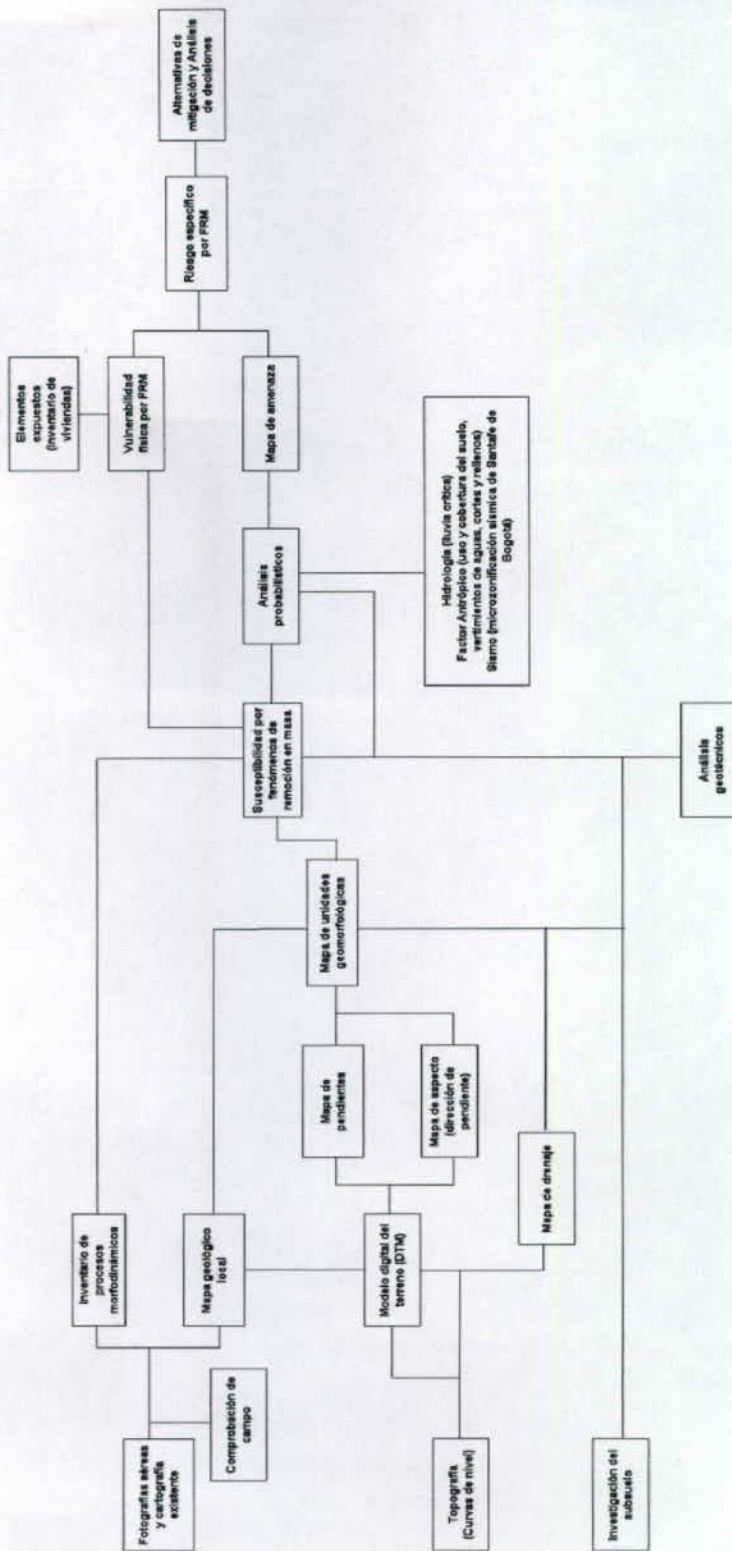 Fotografías aéreas
y cartografía
existente
Comprobación de
campo
Inventario de
procesos
morfodinámicos
Mapa geológico
local
Topografía
(Curvas de nivel)
Modelo digital del
terreno (DTM)
Mapa de
pendientes
Mapa de aspecto
(dirección de
pendiente)
Mapa de drenaje
Investigación del
subsuelo
Mapa de unidades
geomorfológicas
Susceptibilidad por
fenómenos de
remoción en masa
Análisis
geotécnicos
Análisis
probabilísticos
Hidrología (lluvia crítica)
Factor Antrópico (uso y cobertura del suelo,
vertimientos de aguas, cortes y rellenos)
Sismo (microzonificación sísmica de Santafe de
Bogotá)
Elementos
expuestos
(inventario de
viviendas)
Vulnerabilidad
física por FRM
Mapa de amenaza
Riesgo específico
por FRM
Alternativas de
mitigación y Análisis
de decisiones